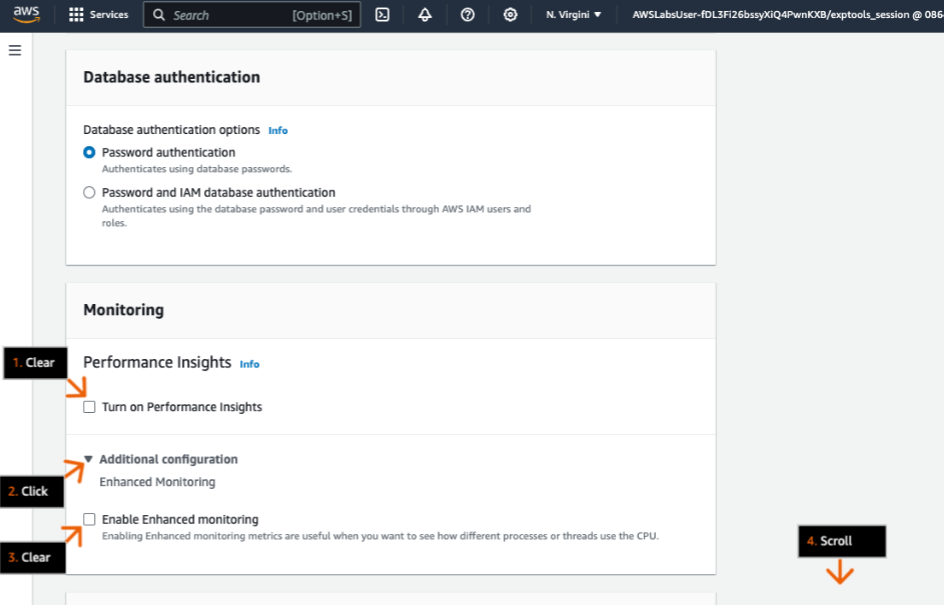 aws
Services
Search [Option+S]
N. Virgini
AWSLabsUser-fDL3Fi26bssyXiQ4PwnKXB/exptools_session @ 086
Database authentication
Database authentication options Info
Password authentication
Authenticates using database passwords.
Password and IAM database authentication
Authenticates using the database password and user credentials through AWS IAM users and
roles.
Monitoring
1. Clear
Performance Insights Info
Turn on Performance Insights
Additional configuration
2. Click
Enhanced Monitoring
Enable Enhanced monitoring
Enabling Enhanced monitoring metrics are useful when you want to see how different processes or threads use the CPU.
3. Clear
4. Scroll